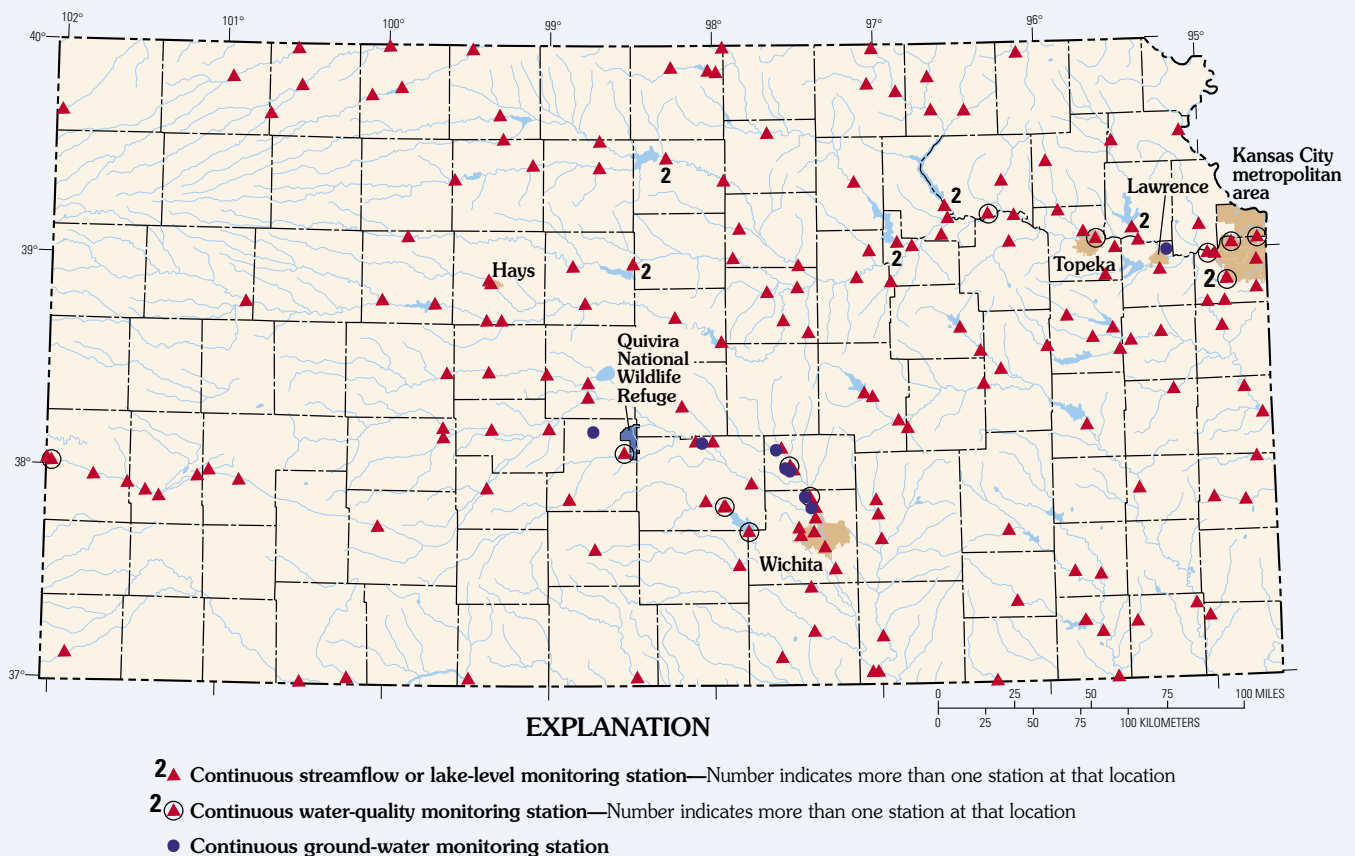 102°
101°
100°
99°
98°
97°
96°
95°
40°
39°
38°
37°
Kansas City
metropolitan
area
Lawrence
2
2
2
Topeka
2
2
Hays
2
Quivira
National
Wildlife
Refuge
Wichita
0 25 50 75 100 MILES
0 25 50 75 100 KILOMETERS
EXPLANATION
2 Continuous streamflow or lake-level monitoring station—Number indicates more than one station at that location
2 Continuous water-quality monitoring station—Number indicates more than one station at that location
Continuous ground-water monitoring station